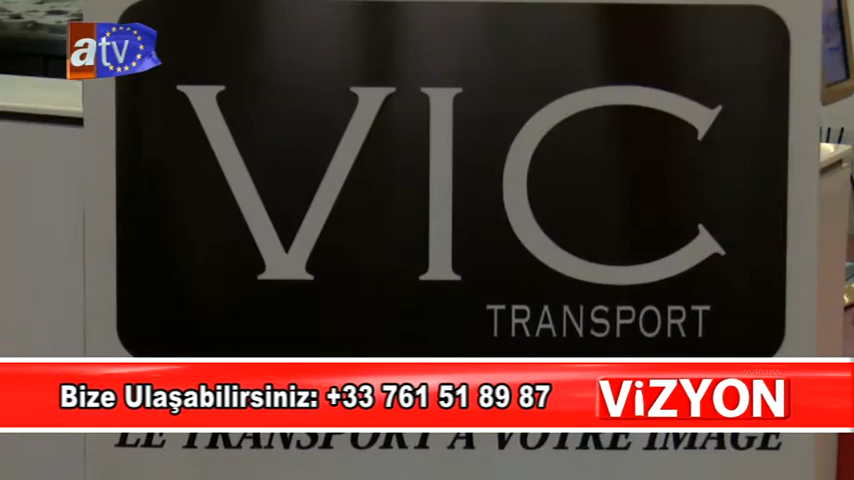 atv
VIC
TRANSPORT
Bize Ulaşabilirsiniz: +33 761 51 89 87
ViZYON
LE TRANSPORT A VOTRE IMAGE